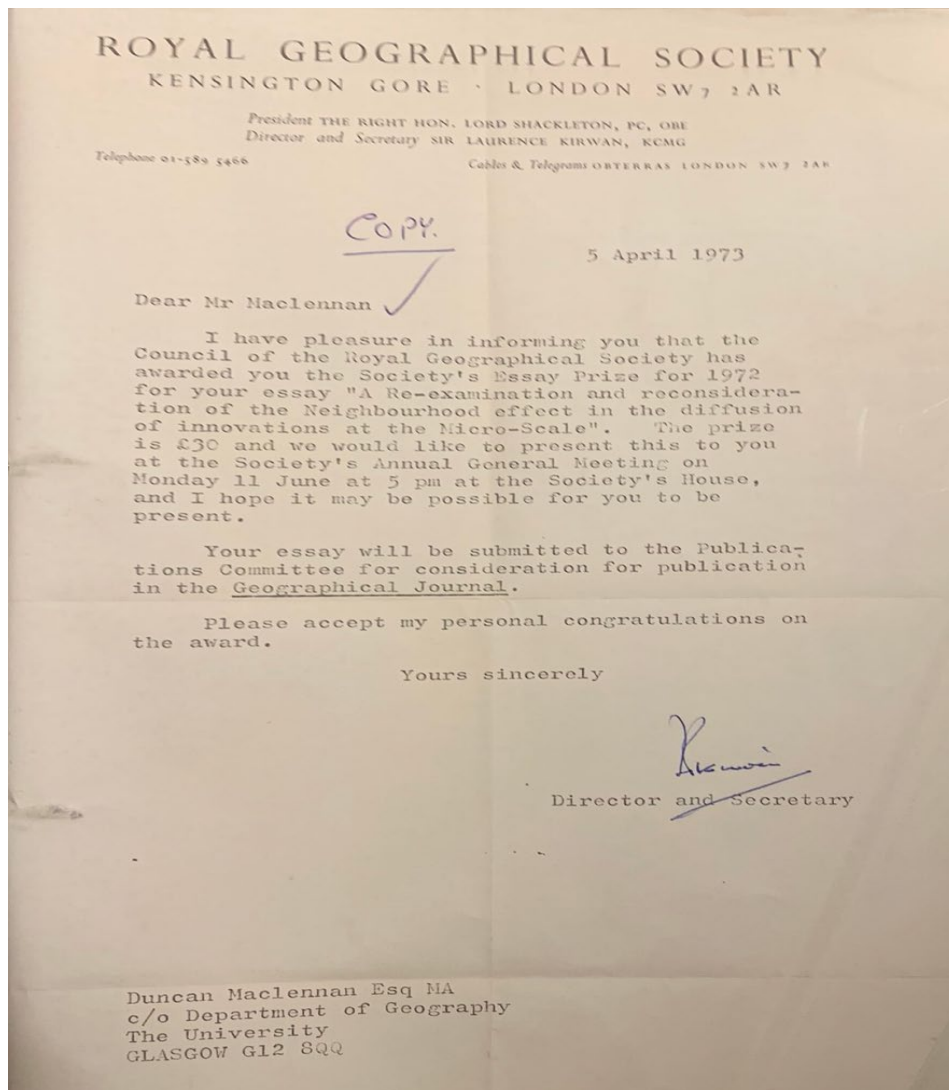 ROYAL GEOGRAPHICAL SOCIETY
KENSINGTON GORE · LONDON SW7 2AR
President THE RIGHT HON. LORD SHACKLETON, PC, OBE
Director and Secretary SIR LAURENCE KIRWAN, KCMG
Telephone 01-589 5466 Cables & Telegrams OBTERRAS LONDON SW7 2AR
COPY.
5 April 1973
Dear Mr Maclennan
I have pleasure in informing you that the
Council of the Royal Geographical Society has
awarded you the Society's Essay Prize for 1972
for your essay "A Re-examination and reconsidera-
tion of the Neighbourhood effect in the diffusion
of innovations at the Micro-Scale". The prize
is £30 and we would like to present this to you
at the Society's Annual General Meeting on
Monday 11 June at 5 pm at the Society's House,
and I hope it may be possible for you to be
present.
Your essay will be submitted to the Publica-
tions Committee for consideration for publication
in the Geographical Journal.
Please accept my personal congratulations on
the award.
Yours sincerely
Director and Secretary
Duncan Maclennan Esq MA
c/o Department of Geography
The University
GLASGOW G12 8QQ